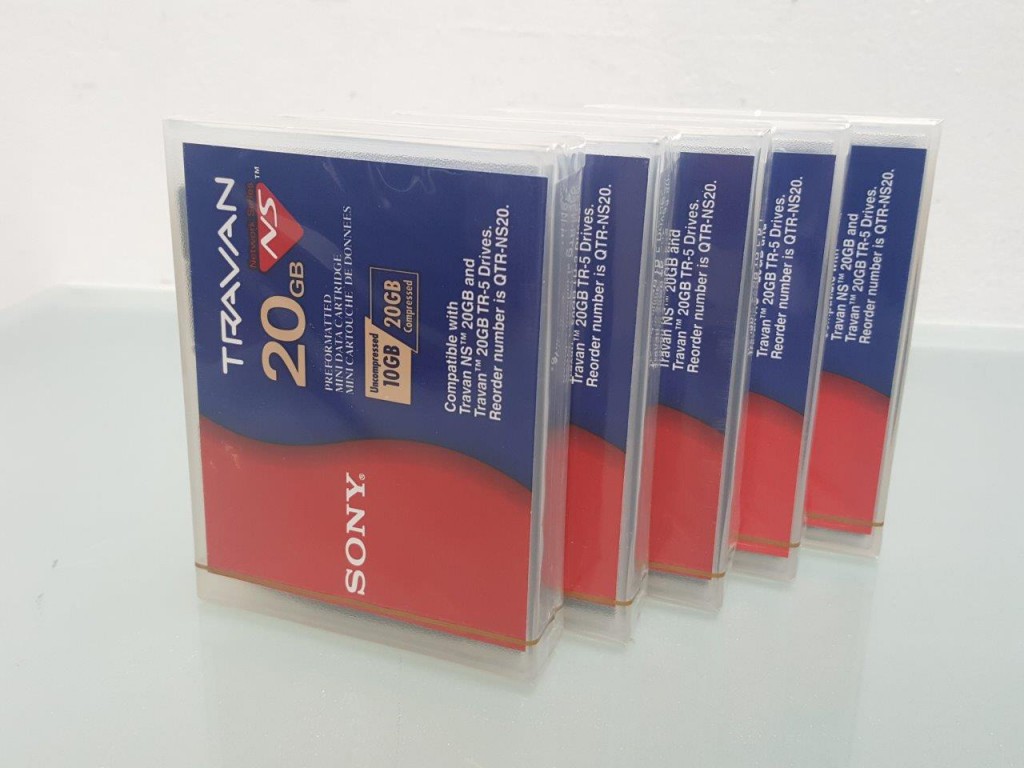 TRAVAN
NS™
20GB
PREFORMATTED
MINI DATA CARTRIDGE
MINI CARTOUCHE DE DONNEES
Uncompressed
10GB
20GB
Compressed
Compatible with
Travan NS™ 20GB and
Travan™ 20GB TR-5 Drives.
Reorder number is QTR-NS20.
SONY®
Travan™ 20GB TR-5 Drives.
Reorder number is QTR-NS20.
Travan NS™ 20GB and
Travan™ 20GB TR-5 Drives.
Reorder number is QTR-NS20.
Travan™ 20GB TR-5 Drives.
Reorder number is QTR-NS20.
Travan NS™ 20GB and
Travan™ 20GB TR-5 Drives.
Reorder number is QTR-NS20.